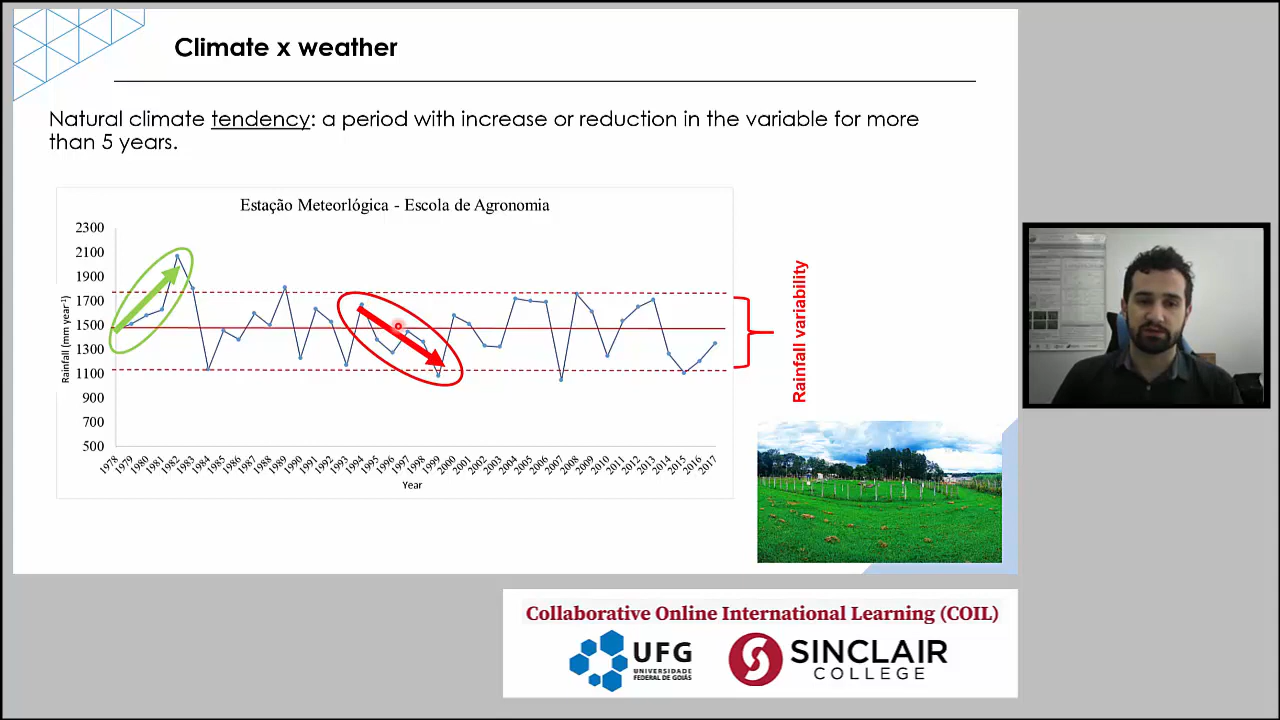 Climate x weather
Natural climate tendency: a period with increase or reduction in the variable for more
than 5 years.
Estação Meteorlógica - Escola de Agronomia
2300
2100
1900
1700
1500
1300
1100
900
700
500
Rainfall (mm year⁻¹)
1978 1979 1980 1981 1982 1983 1984 1985 1986 1987 1988 1989 1990 1991 1992 1993 1994 1995 1996 1997 1998 1999 2000 2001 2002 2003 2004 2005 2006 2007 2008 2009 2010 2011 2012 2013 2014 2015 2016 2017
Year
Rainfall variability
Collaborative Online International Learning (COIL)
UFG
UNIVERSIDADE
FEDERAL DE GOIÁS
SINCLAIR
COLLEGE